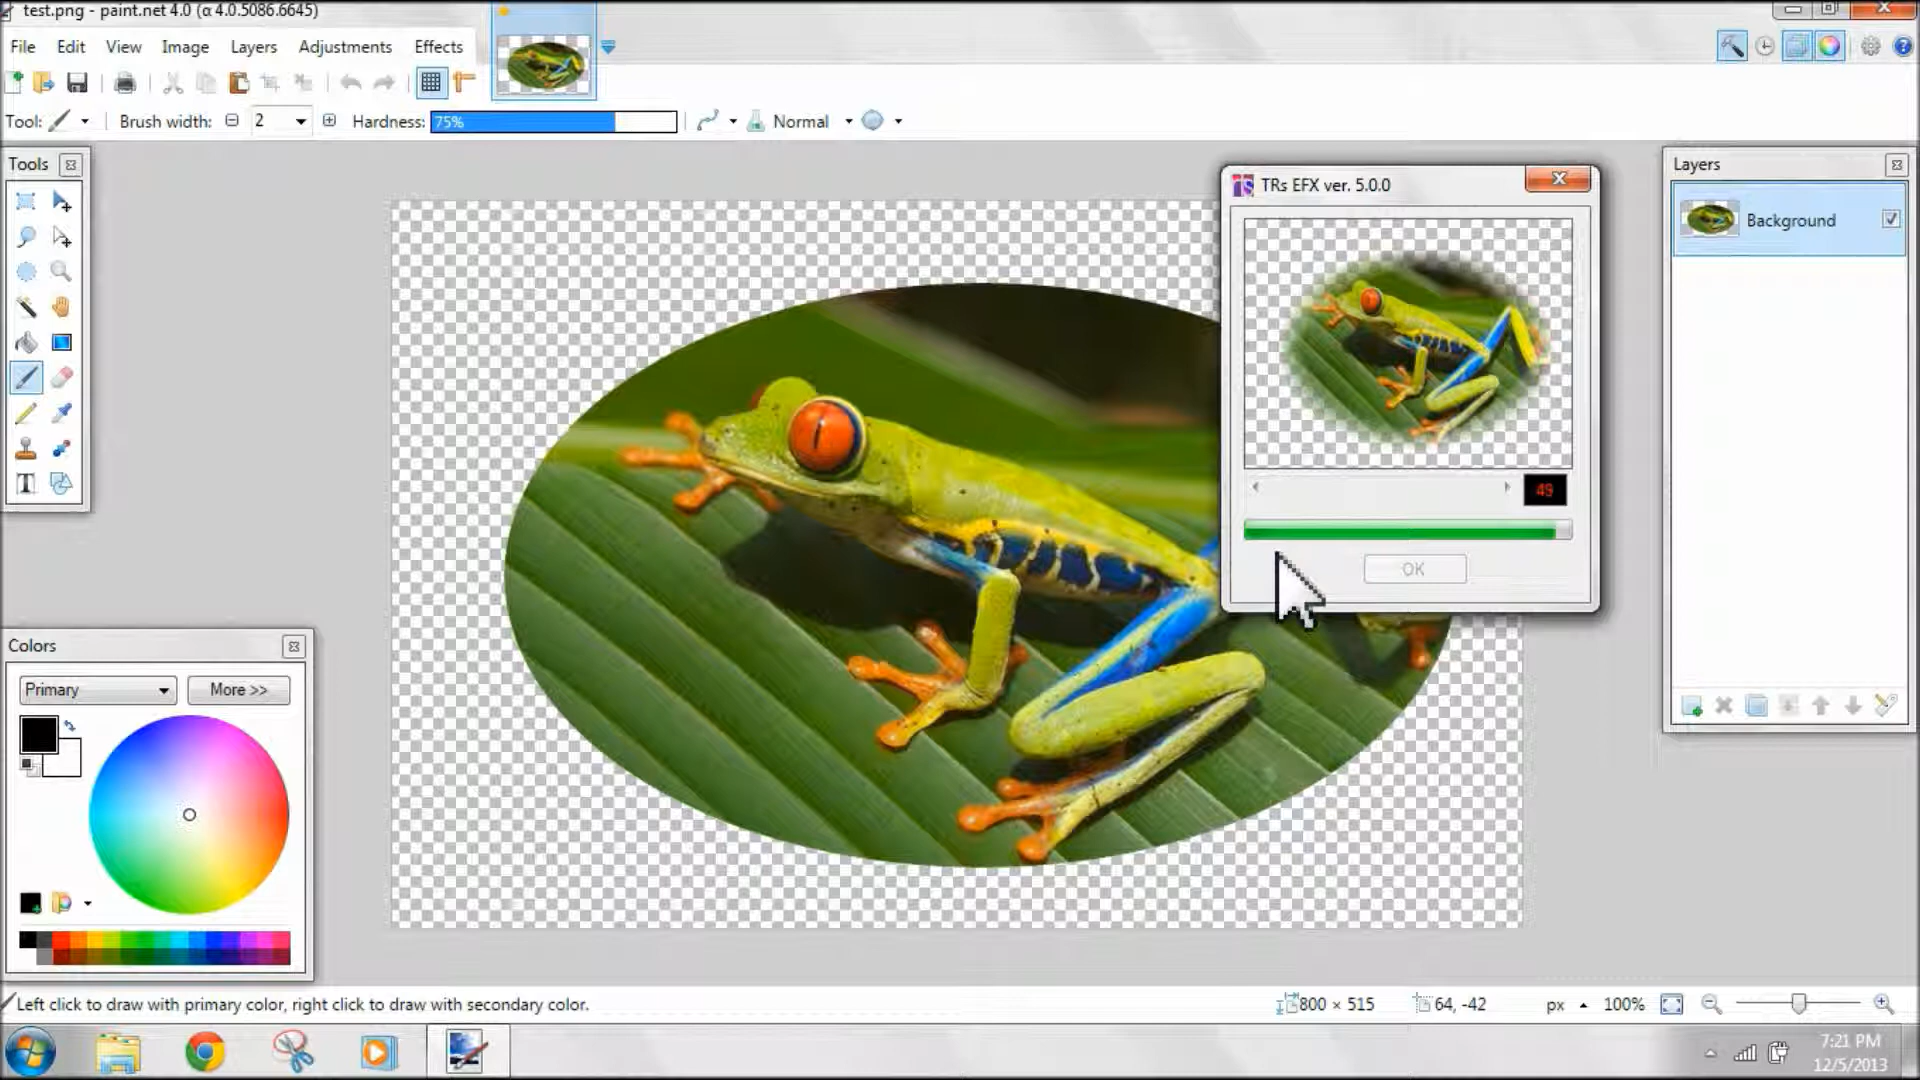 test.png - paint.net 4.0 (α 4.0.5086.6645)
File Edit View Image Layers Adjustments Effects
Tool: Brush width: 2 Hardness: 75% Normal
Tools
TRs EFX ver. 5.0.0
49
OK
Layers
Background
Colors
Primary More >>
Left click to draw with primary color, right click to draw with secondary color.
800 × 515 64, -42 px 100%
7:21 PM
12/5/2013